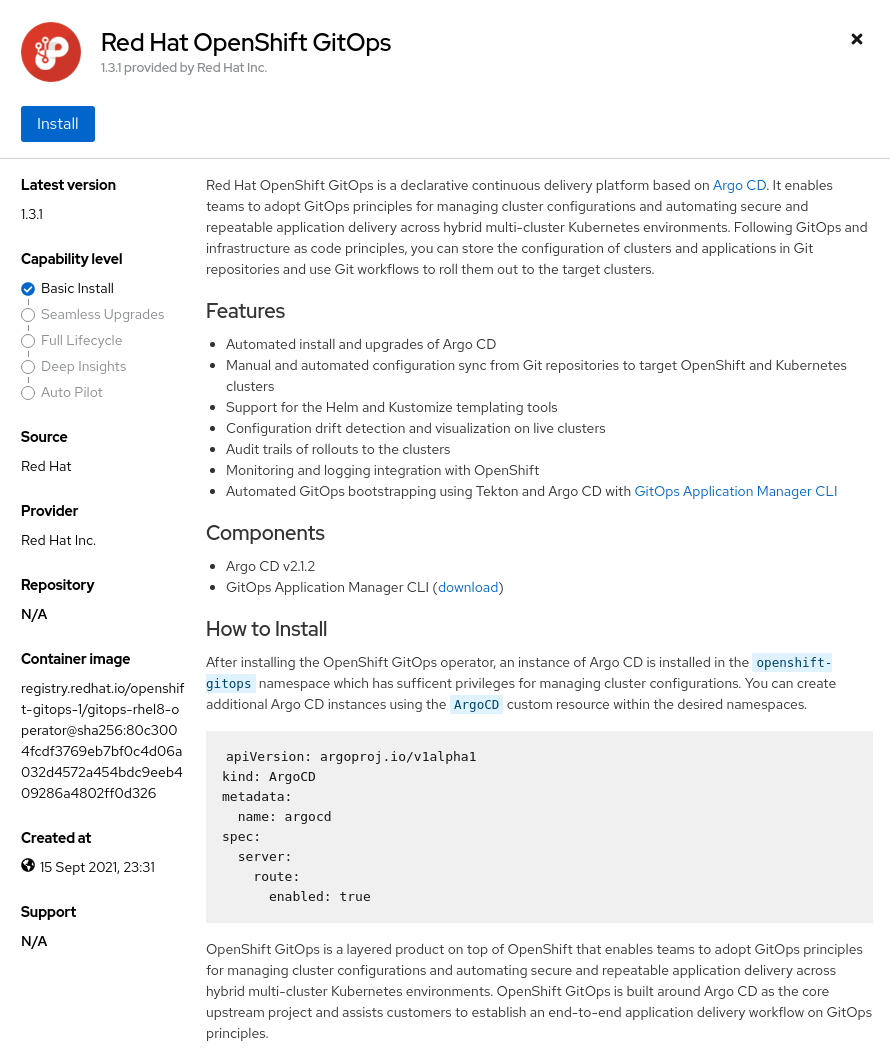 Red Hat OpenShift GitOps
1.3.1 provided by Red Hat Inc.
Install
Latest version
1.3.1
Capability level
Basic Install
Seamless Upgrades
Full Lifecycle
Deep Insights
Auto Pilot
Source
Red Hat
Provider
Red Hat Inc.
Repository
N/A
Container image
registry.redhat.io/openshif
t-gitops-1/gitops-rhel8-o
perator@sha256:80c300
4fcdf3769eb7bf0c4d06a
032d4572a454bdc9eeb4
09286a4802ff0d326
Created at
15 Sept 2021, 23:31
Support
N/A
Red Hat OpenShift GitOps is a declarative continuous delivery platform based on Argo CD. It enables
teams to adopt GitOps principles for managing cluster configurations and automating secure and
repeatable application delivery across hybrid multi-cluster Kubernetes environments. Following GitOps and
infrastructure as code principles, you can store the configuration of clusters and applications in Git
repositories and use Git workflows to roll them out to the target clusters.
Features
• Automated install and upgrades of Argo CD
• Manual and automated configuration sync from Git repositories to target OpenShift and Kubernetes
clusters
• Support for the Helm and Kustomize templating tools
• Configuration drift detection and visualization on live clusters
• Audit trails of rollouts to the clusters
• Monitoring and logging integration with OpenShift
• Automated GitOps bootstrapping using Tekton and Argo CD with GitOps Application Manager CLI
Components
• Argo CD v2.1.2
• GitOps Application Manager CLI (download)
How to Install
After installing the OpenShift GitOps operator, an instance of Argo CD is installed in the openshift-
gitops namespace which has sufficent privileges for managing cluster configurations. You can create
additional Argo CD instances using the ArgoCD custom resource within the desired namespaces.
apiVersion: argoproj.io/v1alpha1
kind: ArgoCD
metadata:
  name: argocd
spec:
  server:
    route:
      enabled: true
OpenShift GitOps is a layered product on top of OpenShift that enables teams to adopt GitOps principles
for managing cluster configurations and automating secure and repeatable application delivery across
hybrid multi-cluster Kubernetes environments. OpenShift GitOps is built around Argo CD as the core
upstream project and assists customers to establish an end-to-end application delivery workflow on GitOps
principles.